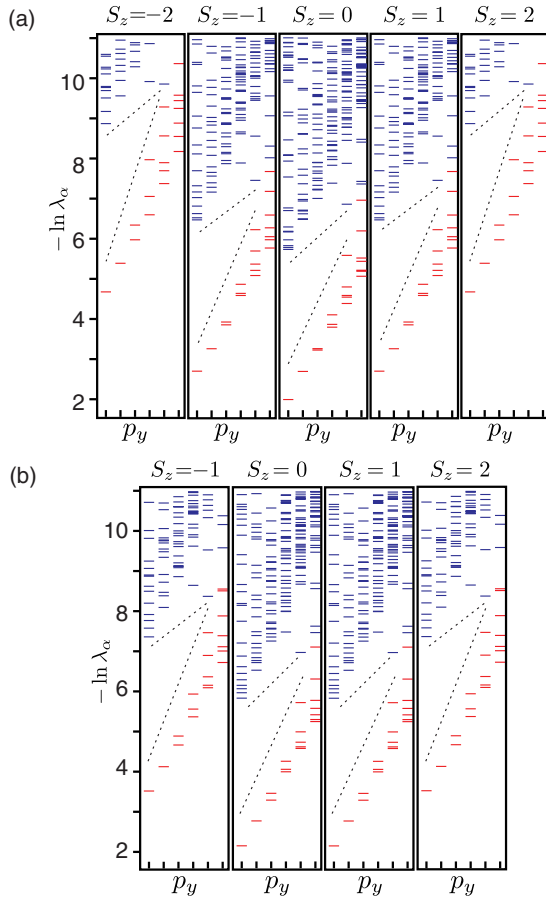 (a)
S_z=−2 S_z=−1 S_z= 0 S_z= 1 S_z= 2
10
8
6
4
2
− ln λ_α
p_y p_y p_y p_y p_y
(b)
S_z=−1 S_z= 0 S_z= 1 S_z= 2
10
8
6
4
2
− ln λ_α
p_y p_y p_y p_y